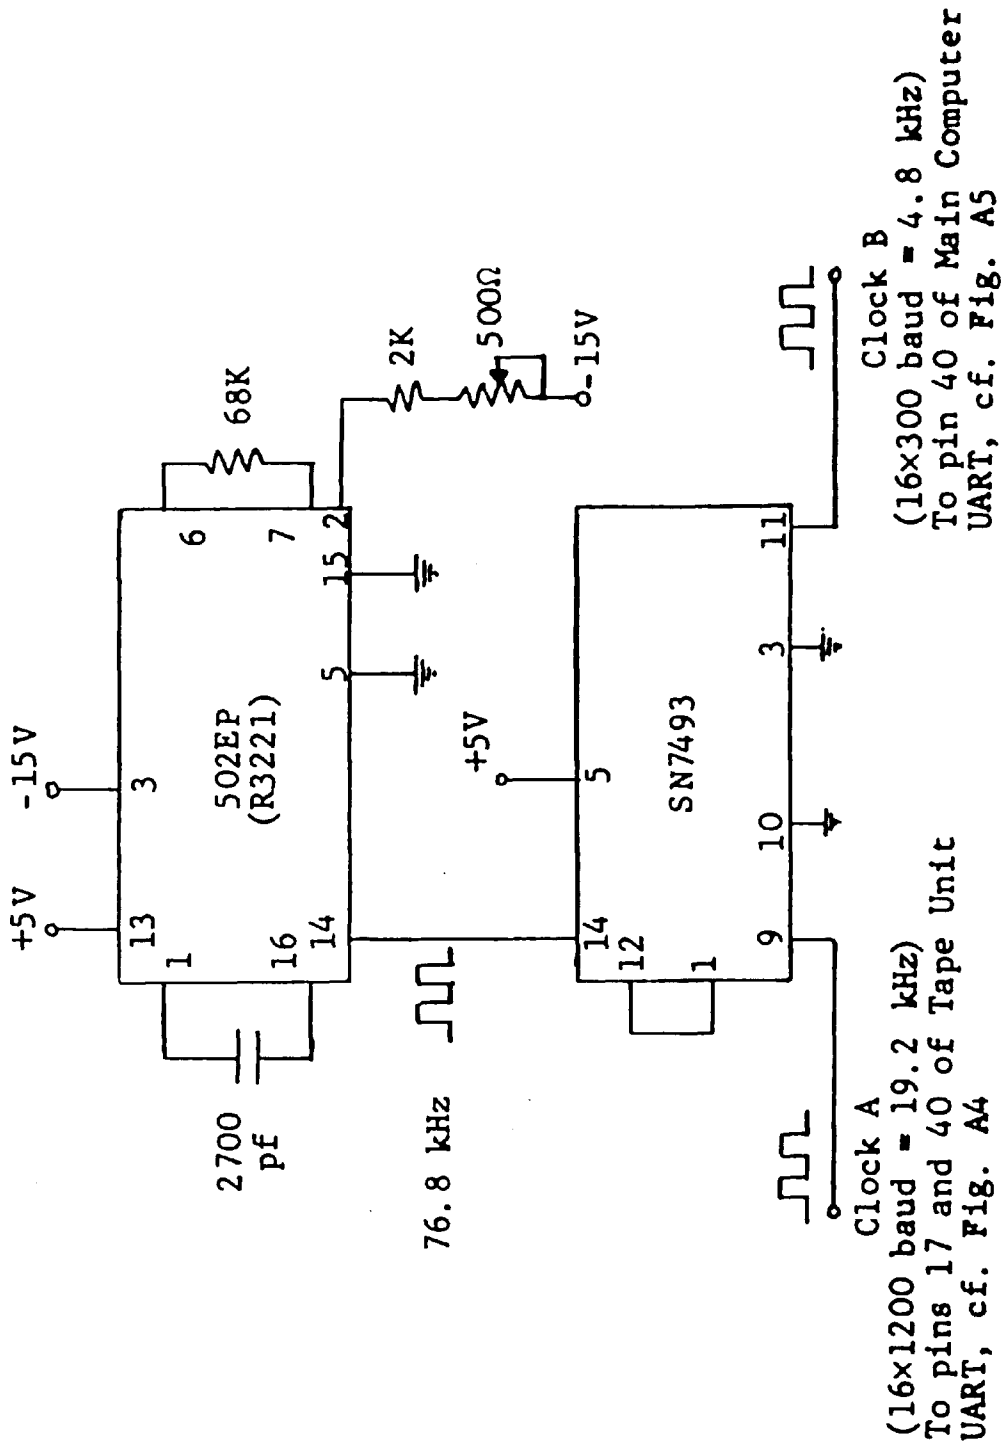 +5V
-15V
13
3
1
6
502EP
(R3221)
68K
16
7
14
5
15
2
2700
pf
2K
500Ω
-15V
76.8 kHz
+5V
14
5
12
1
SN7493
9
10
3
11
Clock A
(16×1200 baud = 19.2 kHz)
To pins 17 and 40 of Tape Unit
UART, cf. Fig. A4
Clock B
(16×300 baud = 4.8 kHz)
To pin 40 of Main Computer
UART, cf. Fig. A5